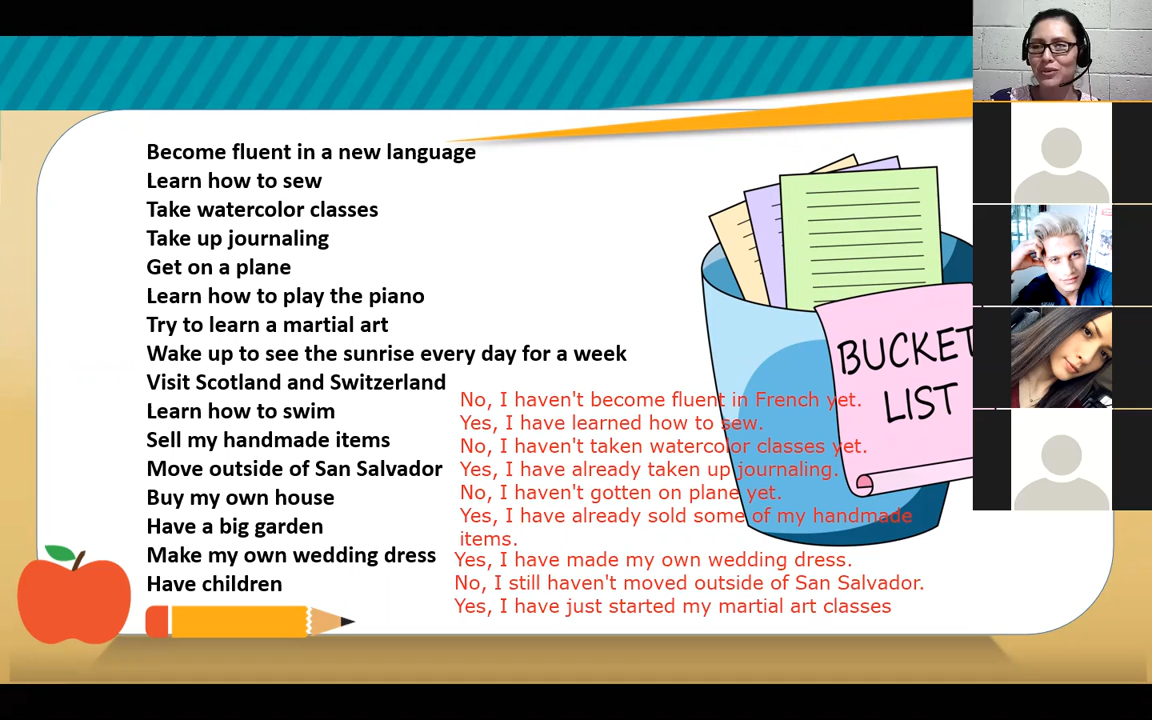 Become fluent in a new language
Learn how to sew
Take watercolor classes
Take up journaling
Get on a plane
Learn how to play the piano
Try to learn a martial art
Wake up to see the sunrise every day for a week
Visit Scotland and Switzerland
Learn how to swim
Sell my handmade items
Move outside of San Salvador
Buy my own house
Have a big garden
Make my own wedding dress
Have children
No, I haven't become fluent in French yet.
Yes, I have learned how to sew.
No, I haven't taken watercolor classes yet.
Yes, I have already taken up journaling.
No, I haven't gotten on plane yet.
Yes, I have already sold some of my handmade
items.
Yes, I have made my own wedding dress.
No, I still haven't moved outside of San Salvador.
Yes, I have just started my martial art classes
BUCKET
LIST